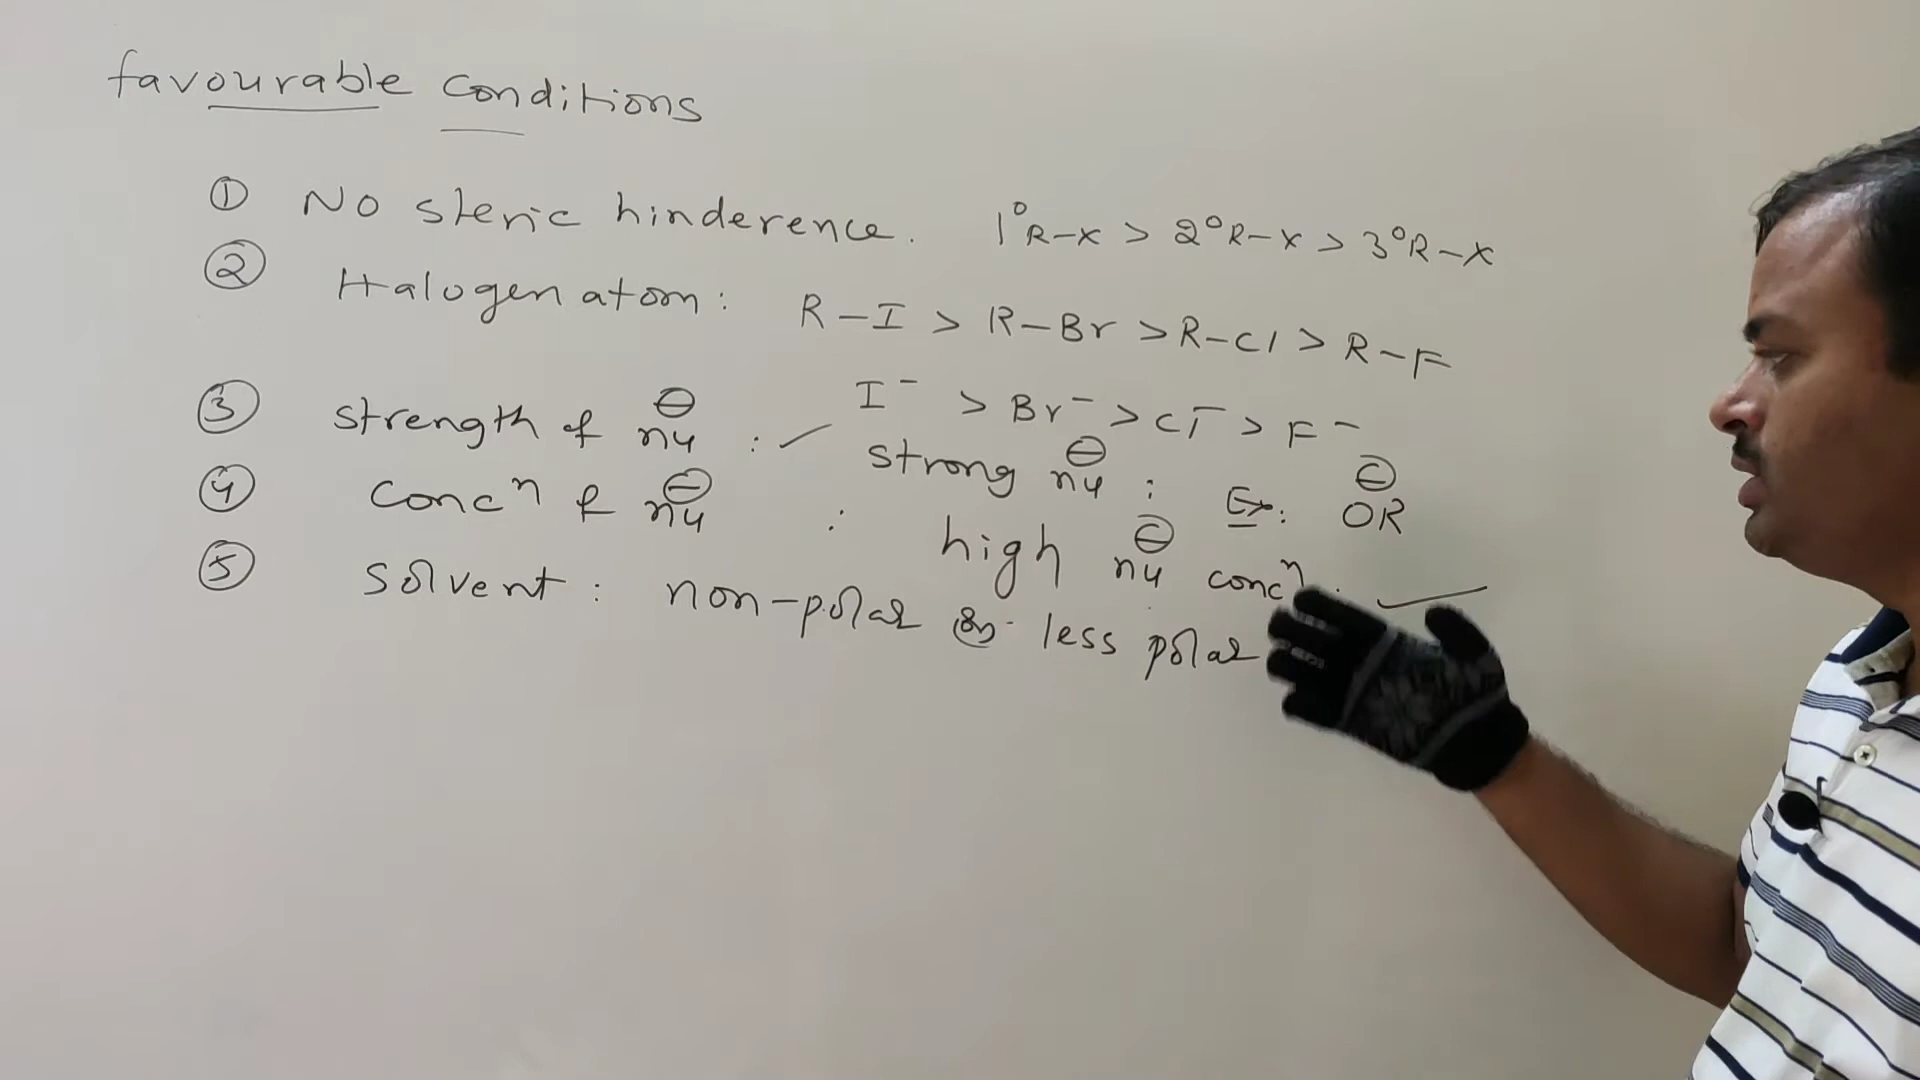 favourable conditions
① No steric hinderence. 1°R-X > 2°R-X > 3°R-X
② Halogen atom: R-I > R-Br > R-Cl > R-F
I⁻ > Br⁻ > Cl⁻ > F⁻
③ strength of nu⊖ : ✓ strong nu⊖ : Ex: ⊖OR
④ concⁿ of nu⊖ : high nu⊖ concⁿ. ✓
⑤ Solvent: non-polar or less polar